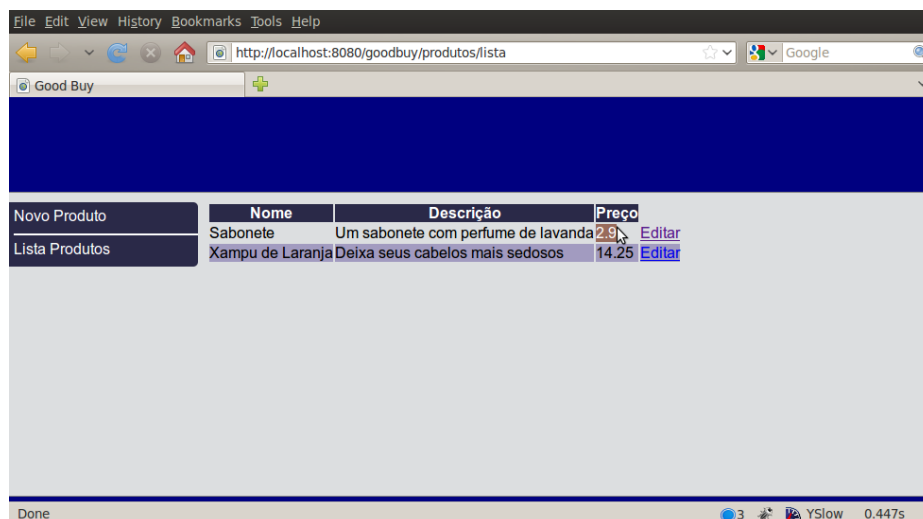 File Edit View History Bookmarks Tools Help
http://localhost:8080/goodbuy/produtos/lista Google
Good Buy
Novo Produto
Lista Produtos
Nome Descrição Preço
Sabonete Um sabonete com perfume de lavanda 2.9 Editar
Xampu de Laranja Deixa seus cabelos mais sedosos 14.25 Editar
Done 3 YSlow 0.447s